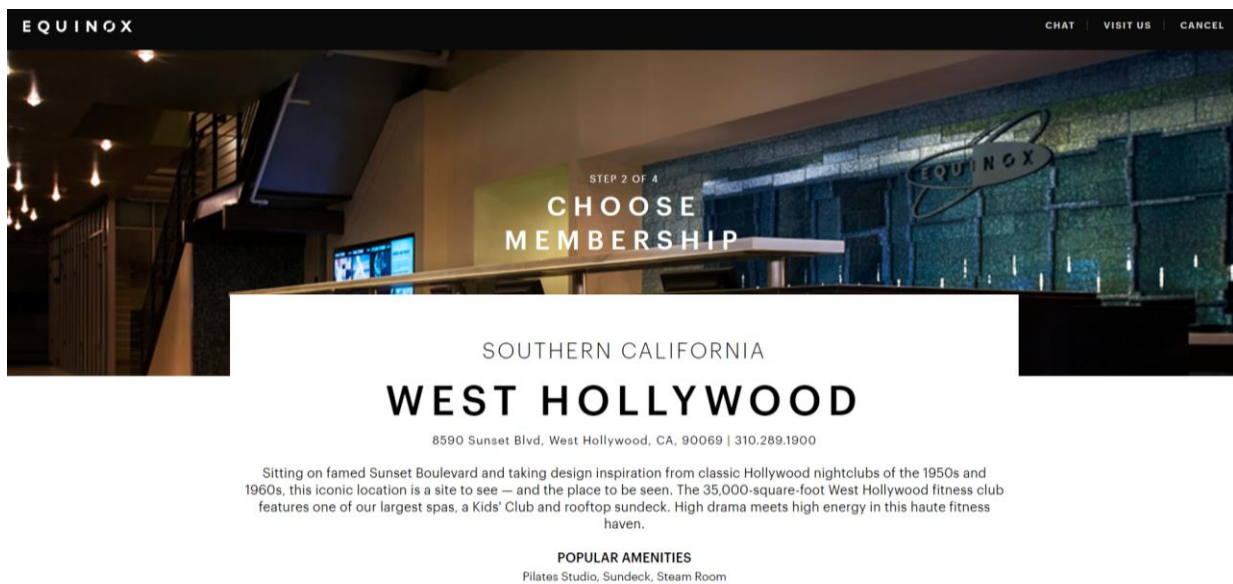 EQUINOX
CHAT
VISIT US
CANCEL
EQUINOX
STEP 2 OF 4
CHOOSE
MEMBERSHIP
SOUTHERN CALIFORNIA
WEST HOLLYWOOD
8590 Sunset Blvd, West Hollywood, CA, 90069 | 310.289.1900
Sitting on famed Sunset Boulevard and taking design inspiration from classic Hollywood nightclubs of the 1950s and
1960s, this iconic location is a site to see — and the place to be seen. The 35,000-square-foot West Hollywood fitness club
features one of our largest spas, a Kids' Club and rooftop sundeck. High drama meets high energy in this haute fitness
haven.
POPULAR AMENITIES
Pilates Studio, Sundeck, Steam Room